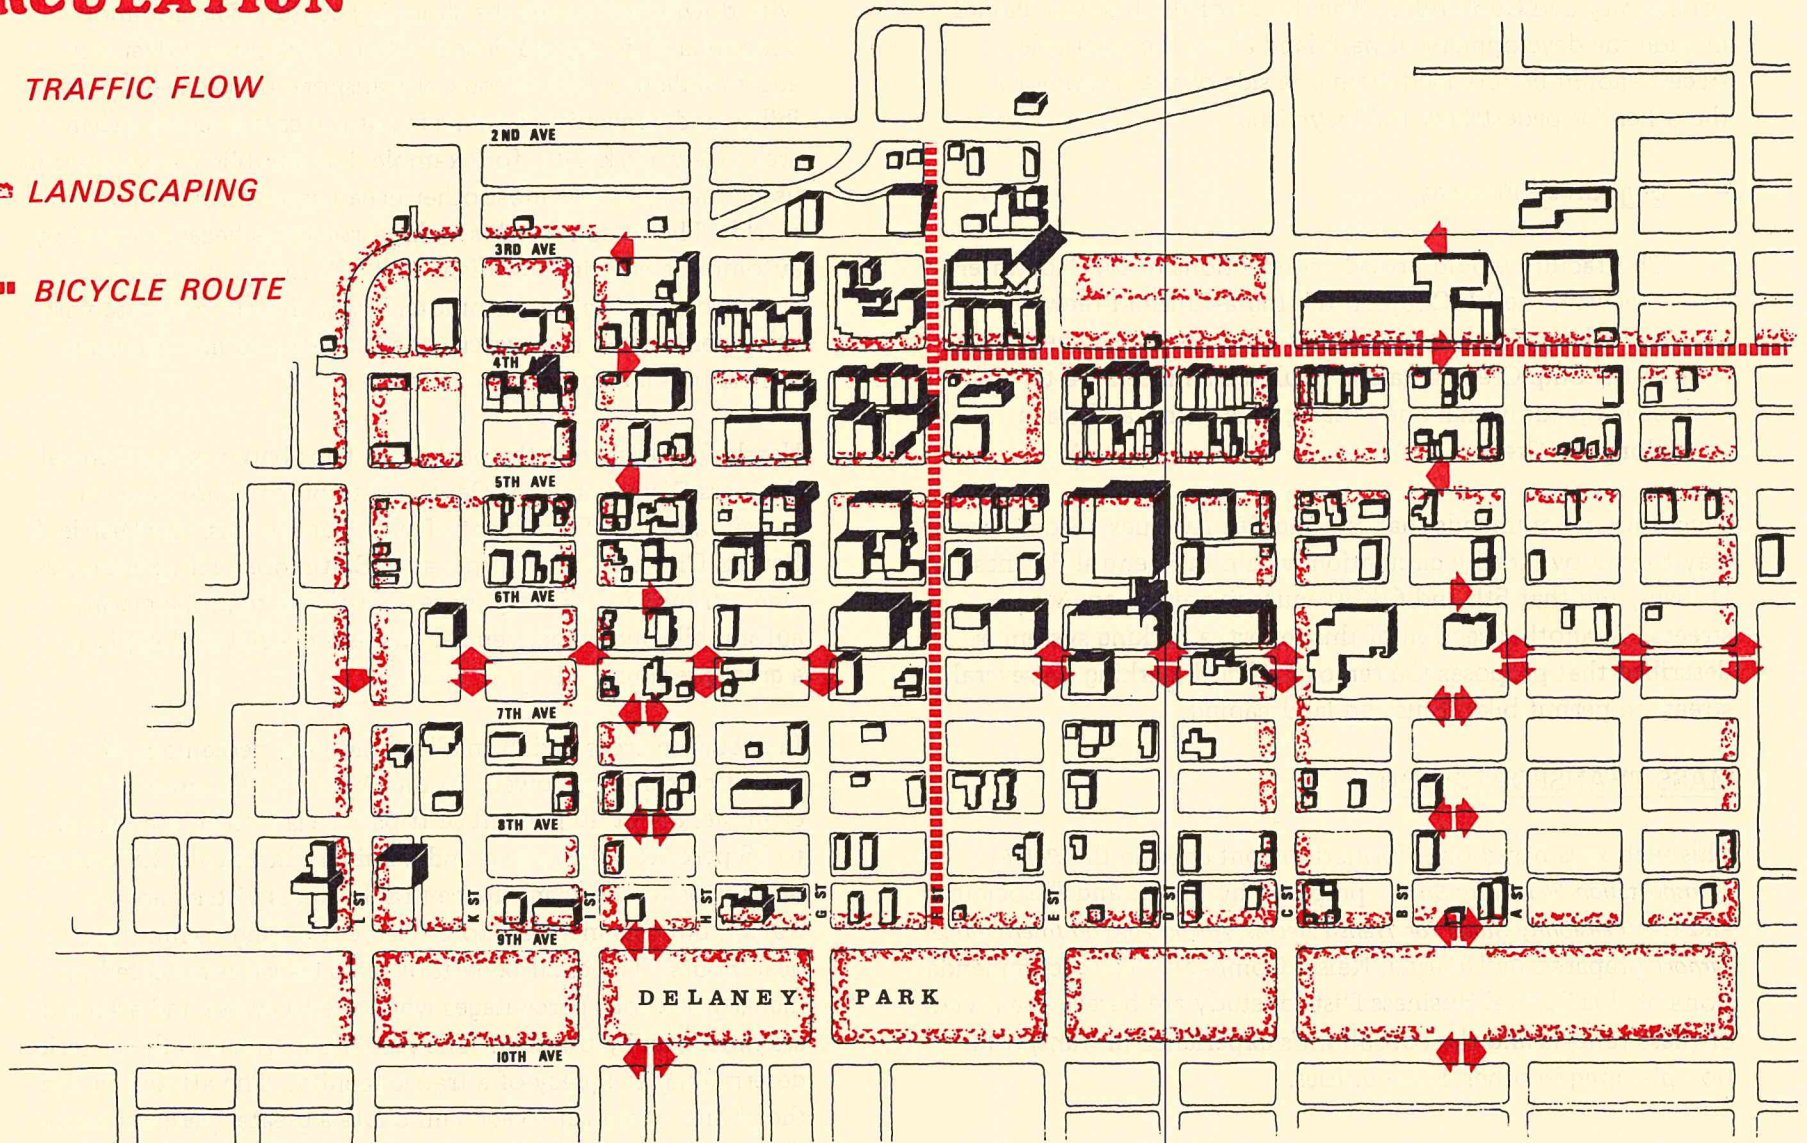 TRAFFIC FLOW
LANDSCAPING
BICYCLE ROUTE
2ND AVE
3RD AVE
4TH
5TH AVE
6TH AVE
7TH AVE
8TH AVE
L ST
K ST
I ST
H ST
G ST
E ST
D ST
C ST
B ST
A ST
9TH AVE
DELANEY PARK
10TH AVE